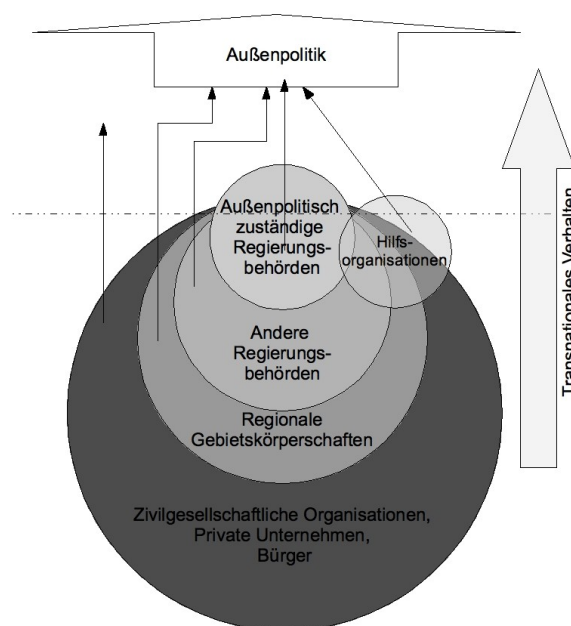 Außenpolitik
Außenpolitisch
zuständige
Regierungs-
behörden
Hilfs-
organisationen
Andere
Regierungs-
behörden
Regionale
Gebietskörperschaften
Zivilgesellschaftliche Organisationen,
Private Unternehmen,
Bürger
Transnationales Verhalten